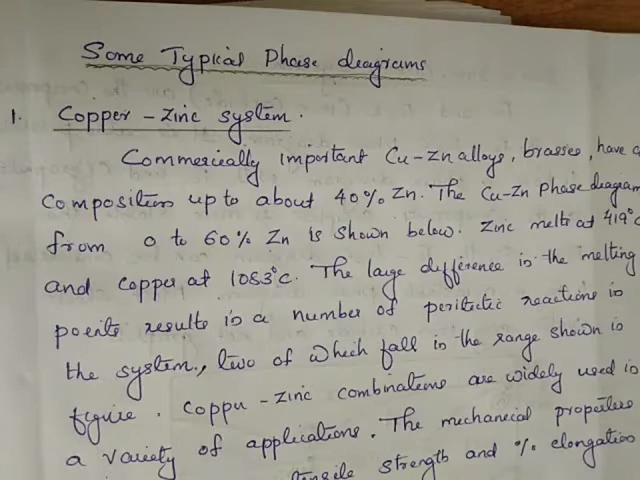 Some Typical Phase diagrams
1. Copper - Zinc system.
Commercially important Cu-Zn alloys, brasses, have a
composition up to about 40% Zn. The Cu-Zn Phase diagram
from 0 to 60% Zn is shown below. Zinc melts at 419°C
and copper at 1083°C. The large difference in the melting
points results in a number of peritectic reactions in
the system, two of which fall in the range shown in
figure. Copper - Zinc combinations are widely used in
a variety of applications. The mechanical properties
tensile strength and % elongation